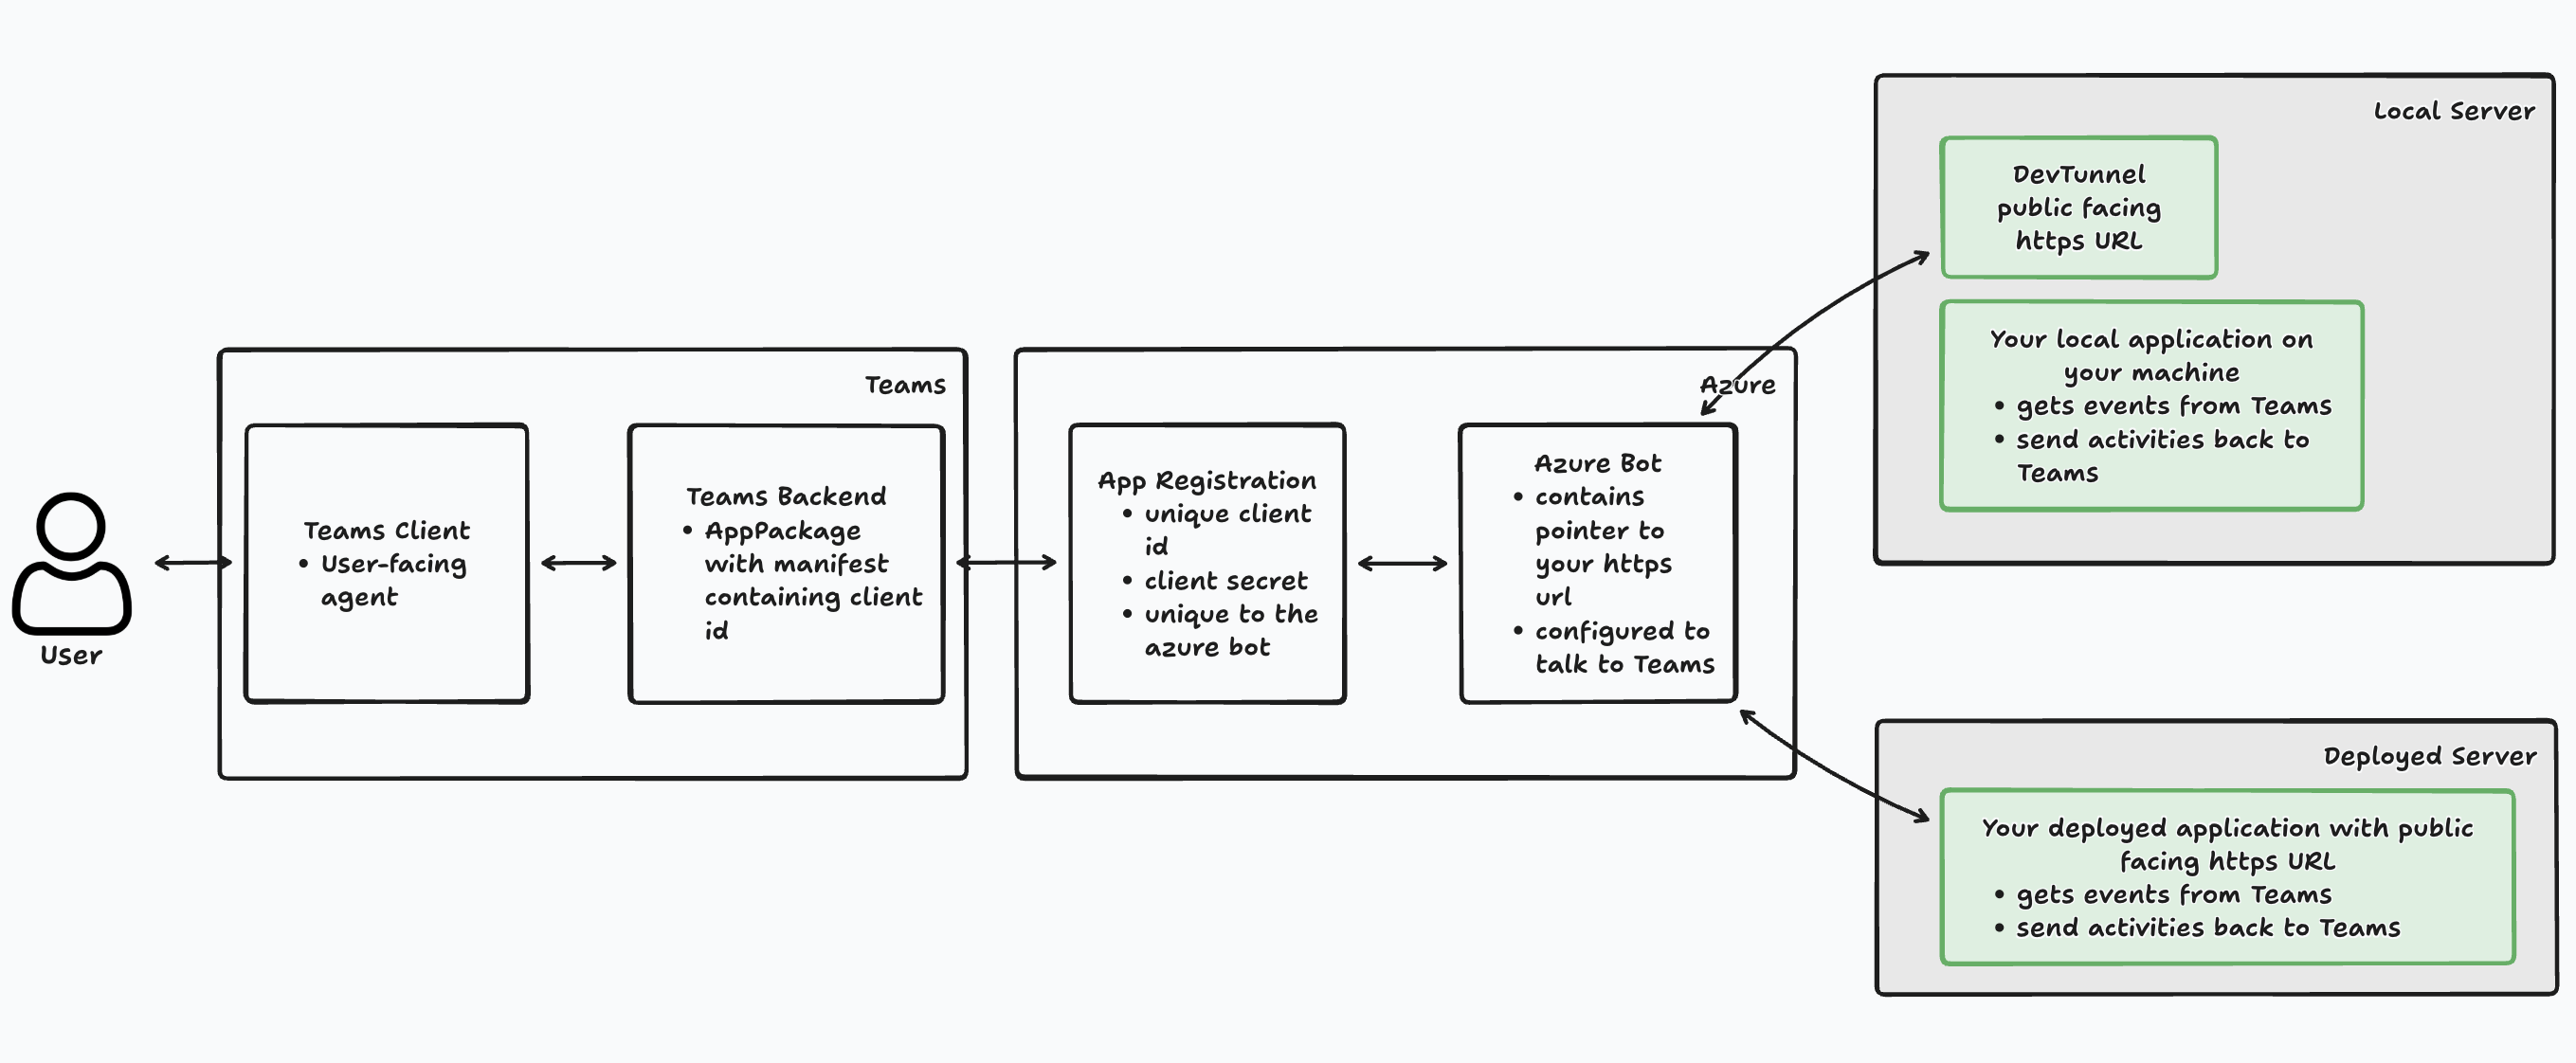 User
Teams
Teams Client
• User-facing
agent
Teams Backend
• AppPackage
with manifest
containing client
id
Azure
App Registration
• unique client
id
• client secret
• unique to the
azure bot
Azure Bot
• contains
pointer to
your https
url
• configured to
talk to Teams
Local Server
DevTunnel
public facing
https URL
Your local application on
your machine
• gets events from Teams
• send activities back to
Teams
Deployed Server
Your deployed application with public
facing https URL
• gets events from Teams
• send activities back to Teams